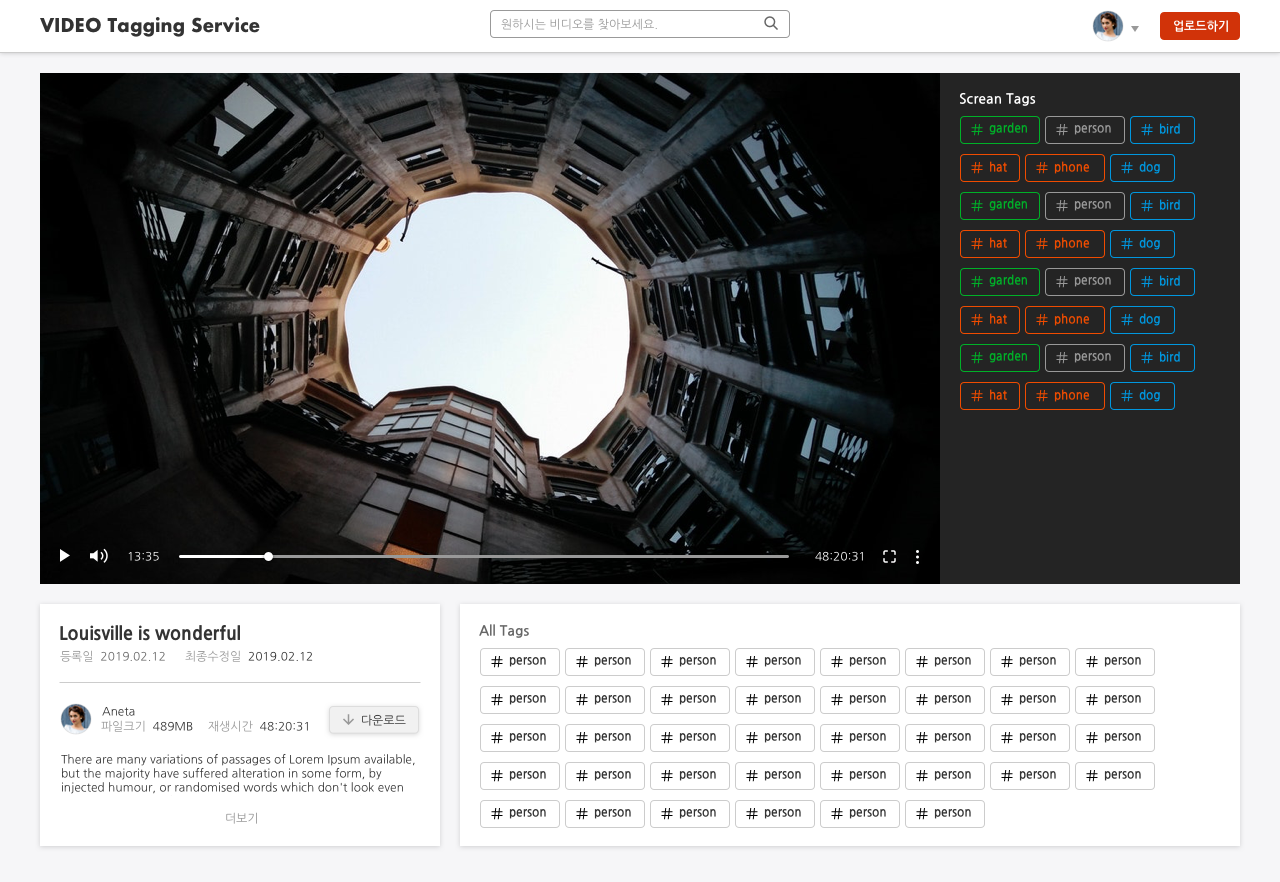 VIDEO Tagging Service 원하시는 비디오를 찾아보세요. 업로드하기
Screan Tags
# garden # person # bird
# hat # phone # dog
# garden # person # bird
# hat # phone # dog
# garden # person # bird
# hat # phone # dog
# garden # person # bird
# hat # phone # dog
13:35 48:20:31
Louisville is wonderful
등록일 2019.02.12 최종수정일 2019.02.12
Aneta
파일크기 489MB 재생시간 48:20:31
다운로드
There are many variations of passages of Lorem Ipsum available,
but the majority have suffered alteration in some form, by
injected humour, or randomised words which don't look even
더보기
All Tags
# person # person # person # person # person # person # person # person
# person # person # person # person # person # person # person # person
# person # person # person # person # person # person # person # person
# person # person # person # person # person # person # person # person
# person # person # person # person # person # person